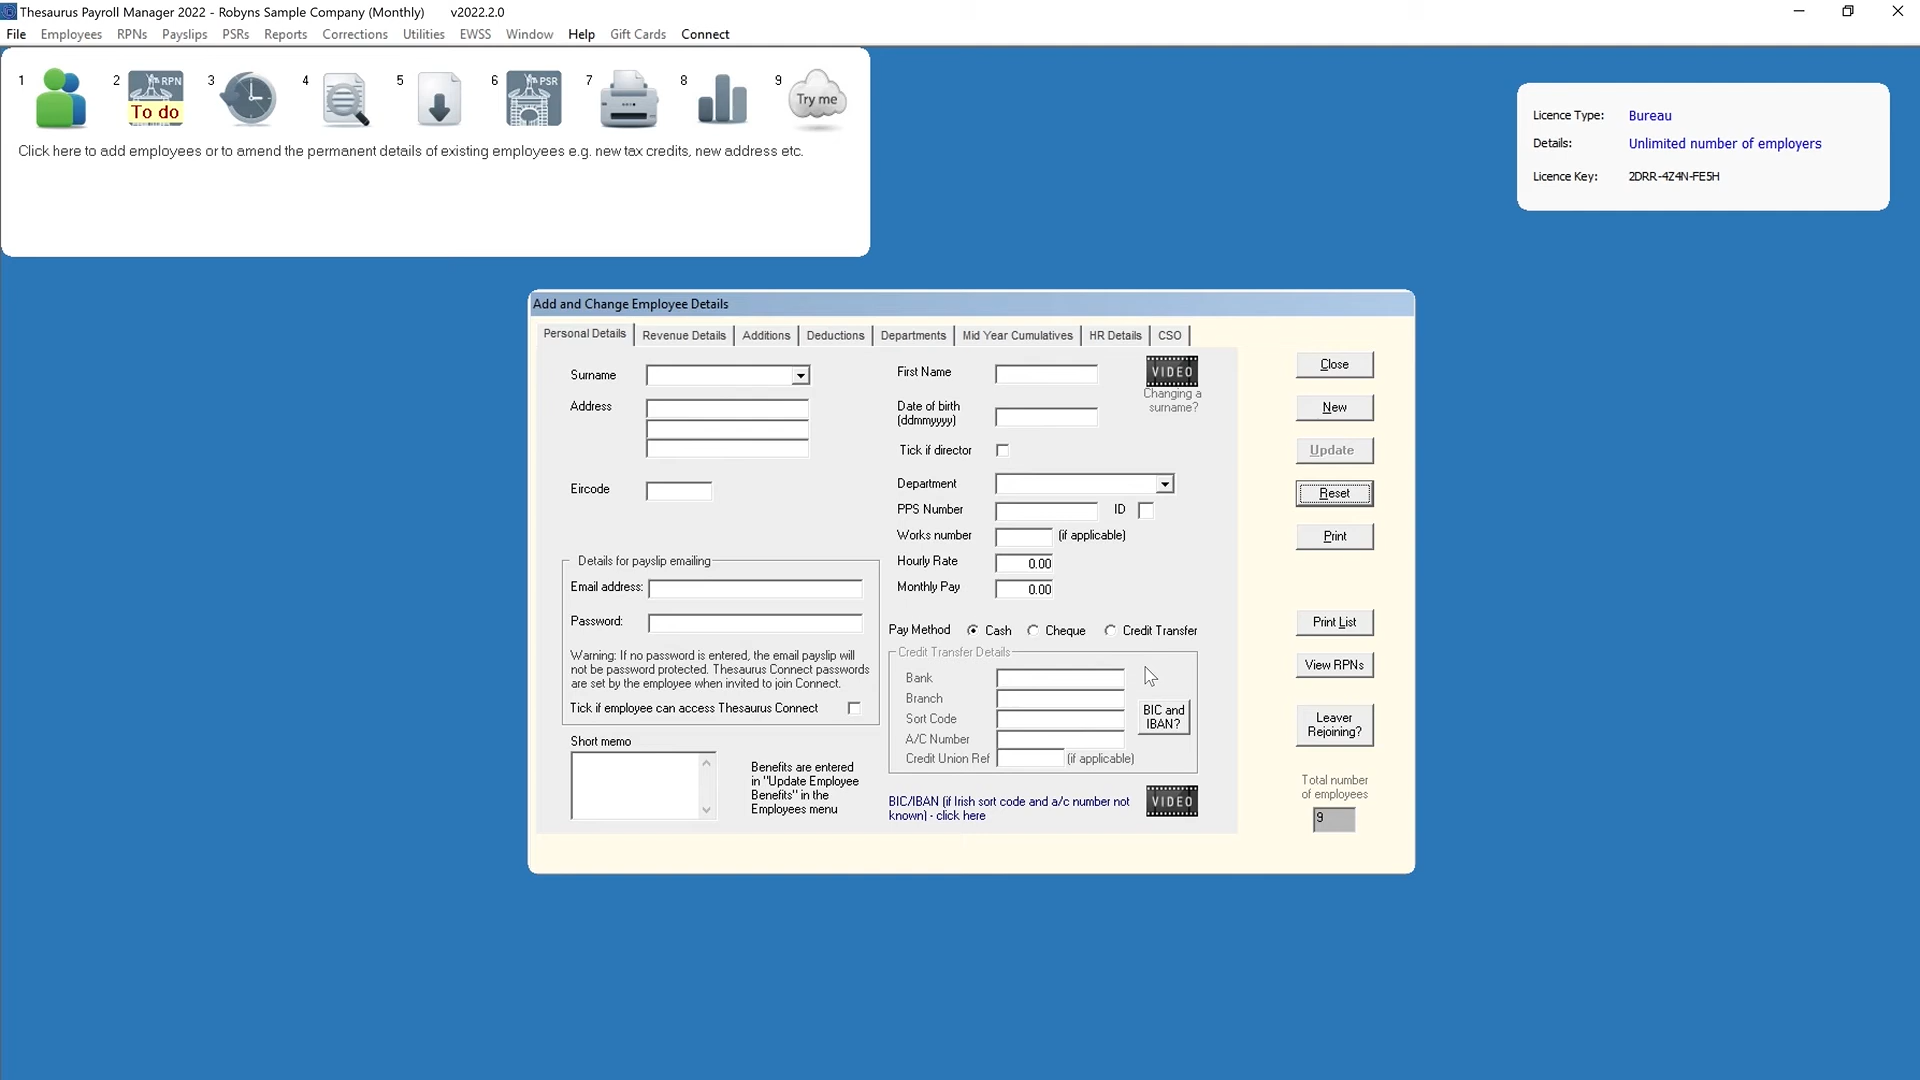 Thesaurus Payroll Manager 2022 - Robyns Sample Company (Monthly) v2022.2.0
File Employees RPNs Payslips PSRs Reports Corrections Utilities EWSS Window Help Gift Cards Connect
1 2 RPN To do 3 4 5 6 PSR 7 8 9 Try me
Click here to add employees or to amend the permanent details of existing employees e.g. new tax credits, new address etc.
Licence Type: Bureau
Details: Unlimited number of employers
Licence Key: 2DRR-4Z4N-FE5H
Add and Change Employee Details
Personal Details Revenue Details Additions Deductions Departments Mid Year Cumulatives HR Details CSO
Surname
Address
Eircode
Details for payslip emailing
Email address:
Password:
Warning: If no password is entered, the email payslip will
not be password protected. Thesaurus Connect passwords
are set by the employee when invited to join Connect.
Tick if employee can access Thesaurus Connect
Short memo
Benefits are entered
in "Update Employee
Benefits" in the
Employees menu
First Name
VIDEO
Changing a
surname?
Date of birth
(ddmmyyyy)
Tick if director
Department
PPS Number ID
Works number (if applicable)
Hourly Rate 0.00
Monthly Pay 0.00
Pay Method Cash Cheque Credit Transfer
Credit Transfer Details
Bank
Branch
Sort Code
A/C Number
Credit Union Ref (if applicable)
BIC and
IBAN?
BIC/IBAN (if Irish sort code and a/c number not
known) - click here
VIDEO
Close
New
Update
Reset
Print
Print List
View RPNs
Leaver
Rejoining?
Total number
of employees
9